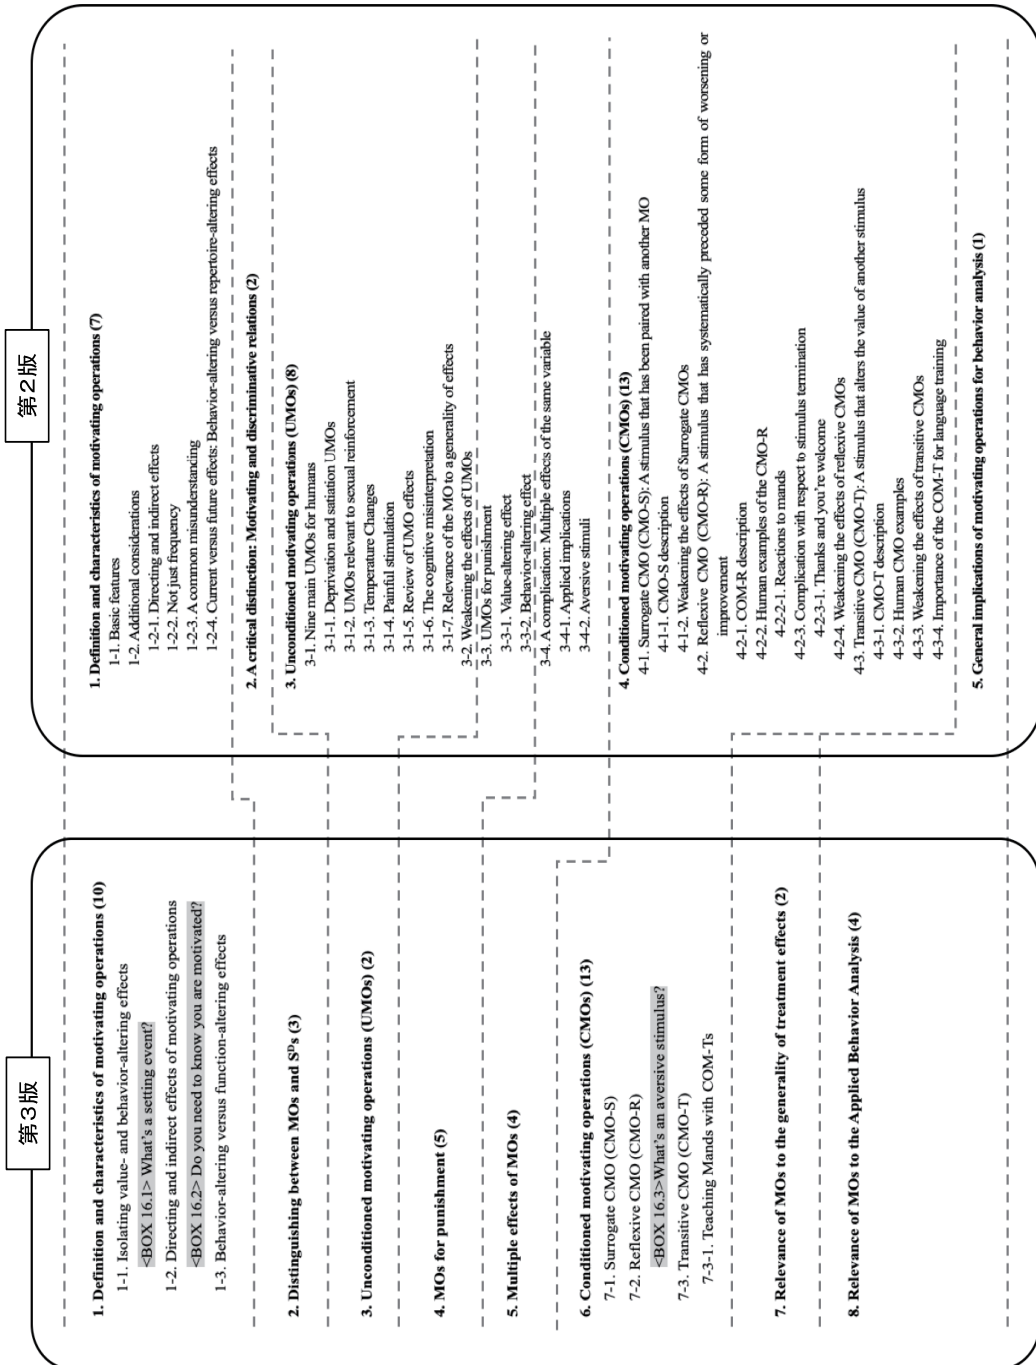 第3版
1. Definition and characteristics of motivating operations (10)
1-1. Isolating value- and behavior-altering effects
<BOX 16.1> What's a setting event?
1-2. Directing and indirect effects of motivating operations
<BOX 16.2> Do you need to know you are motivated?
1-3. Behavior-altering versus function-altering effects
2. Distinguishing between MOs and Sᴰs (3)
3. Unconditioned motivating operations (UMOs) (2)
4. MOs for punishment (5)
5. Multiple effects of MOs (4)
6. Conditioned motivating operations (CMOs) (13)
7-1. Surrogate CMO (CMO-S)
7-2. Reflexive CMO (CMO-R)
<BOX 16.3>What's an aversive stimulus?
7-3. Transitive CMO (CMO-T)
7-3-1. Teaching Mands with COM-Ts
7. Relevance of MOs to the generality of treatment effects (2)
8. Relevance of MOs to the Applied Behavior Analysis (4)
第2版
1. Definition and characteristics of motivating operations (7)
1-1. Basic features
1-2. Additional considerations
1-2-1. Directing and indirect effects
1-2-2. Not just frequency
1-2-3. A common misunderstanding
1-2-4. Current versus future effects: Behavior-altering versus repertoire-altering effects
2. A critical distinction: Motivating and discriminative relations (2)
3. Unconditioned motivating operations (UMOs) (8)
3-1. Nine main UMOs for humans
3-1-1. Deprivation and satiation UMOs
3-1-2. UMOs relevant to sexual reinforcement
3-1-3. Temperature Changes
3-1-4. Painful stimulation
3-1-5. Review of UMO effects
3-1-6. The cognitive misinterpretation
3-1-7. Relevance of the MO to a generality of effects
3-2. Weakening the effects of UMOs
3-3. UMOs for punishment
3-3-1. Value-altering effect
3-3-2. Behavior-altering effect
3-4. A complication: Multiple effects of the same variable
3-4-1. Applied implications
3-4-2. Aversive stimuli
4. Conditioned motivating operations (CMOs) (13)
4-1. Surrogate CMO (CMO-S): A stimulus that has been paired with another MO
4-1-1. CMO-S description
4-1-2. Weakening the effects of Surrogate CMOs
4-2. Reflexive CMO (CMO-R): A stimulus that has systematically preceded some form of worsening or
improvement
4-2-1. COM-R description
4-2-2. Human examples of the CMO-R
4-2-2-1. Reactions to mands
4-2-3. Complication with respect to stimulus termination
4-2-3-1. Thanks and you're welcome
4-2-4. Weakening the effects of reflexive CMOs
4-3. Transitive CMO (CMO-T): A stimulus that alters the value of another stimulus
4-3-1. CMO-T description
4-3-2. Human CMO examples
4-3-3. Weakening the effects of transitive CMOs
4-3-4. Importance of the COM-T for language training
5. General implications of motivating operations for behavior analysis (1)